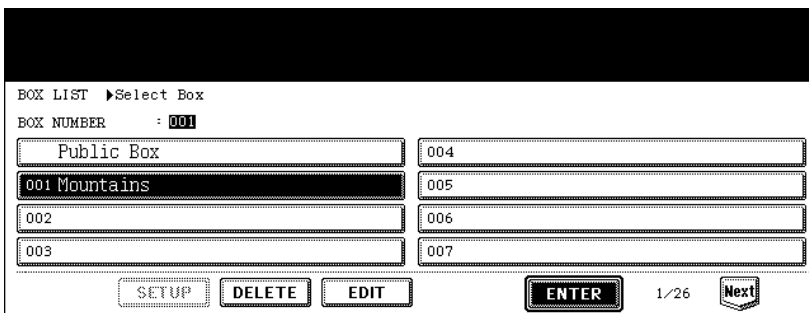 BOX LIST ▶Select Box
BOX NUMBER : 001
Public Box
004
001 Mountains
005
002
006
003
007
SETUP DELETE EDIT ENTER 1/26 Next